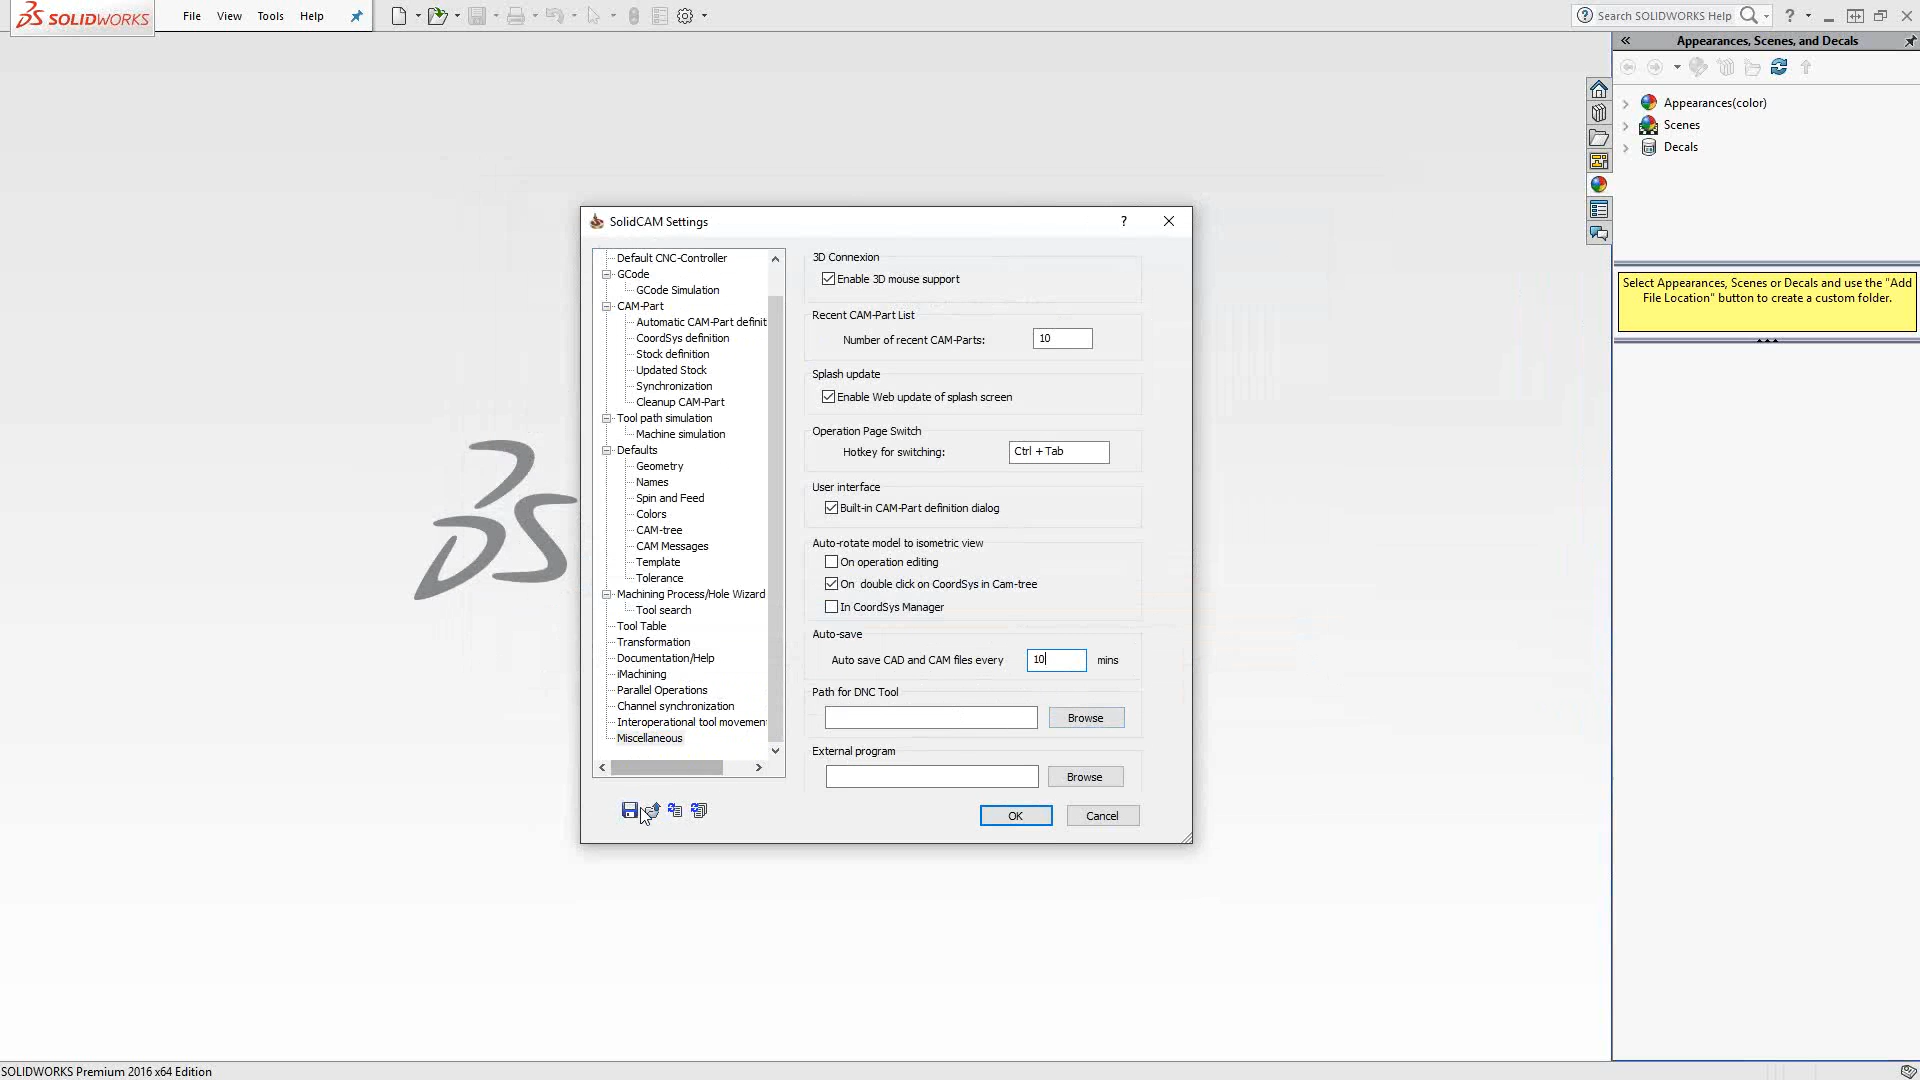 SOLIDWORKS
File View Tools Help
Search SOLIDWORKS Help
?
Appearances, Scenes, and Decals
Appearances(color)
Scenes
Decals
Select Appearances, Scenes or Decals and use the "Add
File Location" button to create a custom folder.
SolidCAM Settings
?
Default CNC-Controller
GCode
GCode Simulation
CAM-Part
Automatic CAM-Part definit
CoordSys definition
Stock definition
Updated Stock
Synchronization
Cleanup CAM-Part
Tool path simulation
Machine simulation
Defaults
Geometry
Names
Spin and Feed
Colors
CAM-tree
CAM Messages
Template
Tolerance
Machining Process/Hole Wizard
Tool search
Tool Table
Transformation
Documentation/Help
iMachining
Parallel Operations
Channel synchronization
Interoperational tool movemen
Miscellaneous
3D Connexion
Enable 3D mouse support
Recent CAM-Part List
Number of recent CAM-Parts: 10
Splash update
Enable Web update of splash screen
Operation Page Switch
Hotkey for switching: Ctrl + Tab
User interface
Built-in CAM-Part definition dialog
Auto-rotate model to isometric view
On operation editing
On double click on CoordSys in Cam-tree
In CoordSys Manager
Auto-save
Auto save CAD and CAM files every 10 mins
Path for DNC Tool
Browse
External program
Browse
OK Cancel
SOLIDWORKS Premium 2016 x64 Edition